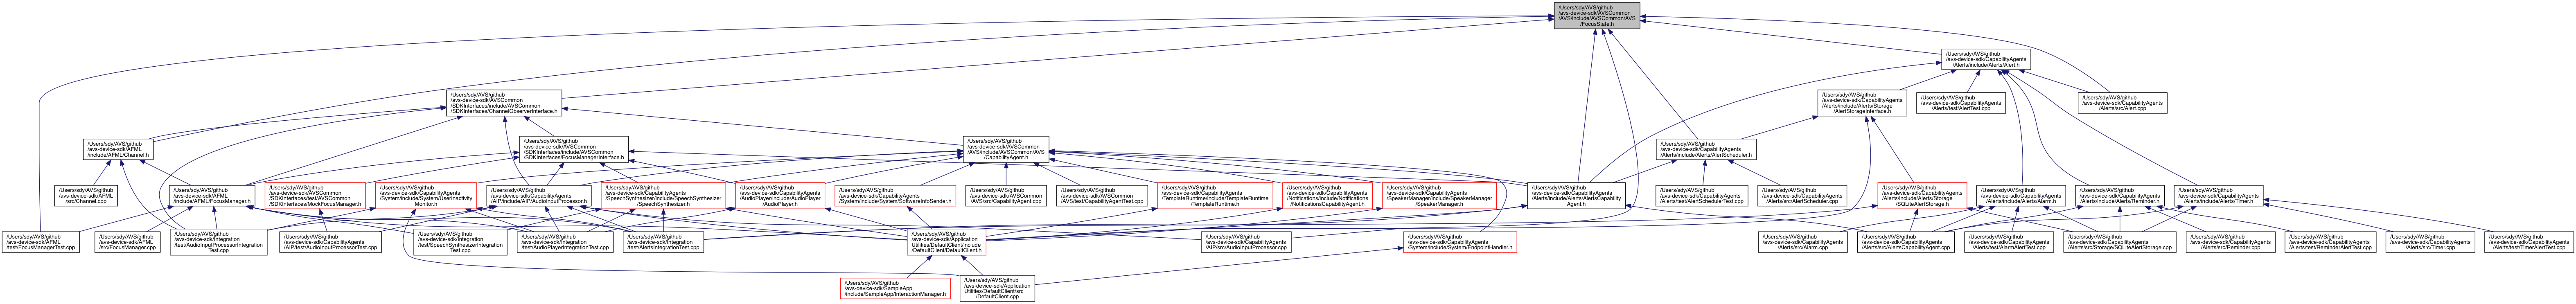 /Users/sdy/AVS/github
/avs-device-sdk/AVSCommon
/AVS/include/AVSCommon/AVS
/FocusState.h
/Users/sdy/AVS/github
/avs-device-sdk/CapabilityAgents
/Alerts/include/Alerts/Alert.h
/Users/sdy/AVS/github
/avs-device-sdk/AVSCommon
/SDKInterfaces/include/AVSCommon
/SDKInterfaces/ChannelObserverInterface.h
/Users/sdy/AVS/github
/avs-device-sdk/CapabilityAgents
/Alerts/include/Alerts/Storage
/AlertStorageInterface.h
/Users/sdy/AVS/github
/avs-device-sdk/CapabilityAgents
/Alerts/test/AlertTest.cpp
/Users/sdy/AVS/github
/avs-device-sdk/CapabilityAgents
/Alerts/src/Alert.cpp
/Users/sdy/AVS/github
/avs-device-sdk/AFML
/include/AFML/Channel.h
/Users/sdy/AVS/github
/avs-device-sdk/AVSCommon
/SDKInterfaces/include/AVSCommon
/SDKInterfaces/FocusManagerInterface.h
/Users/sdy/AVS/github
/avs-device-sdk/AVSCommon
/AVS/include/AVSCommon/AVS
/CapabilityAgent.h
/Users/sdy/AVS/github
/avs-device-sdk/CapabilityAgents
/Alerts/include/Alerts/AlertScheduler.h
/Users/sdy/AVS/github
/avs-device-sdk/AFML
/src/Channel.cpp
/Users/sdy/AVS/github
/avs-device-sdk/AFML
/include/AFML/FocusManager.h
/Users/sdy/AVS/github
/avs-device-sdk/AVSCommon
/SDKInterfaces/test/AVSCommon
/SDKInterfaces/MockFocusManager.h
/Users/sdy/AVS/github
/avs-device-sdk/CapabilityAgents
/System/include/System/UserInactivity
Monitor.h
/Users/sdy/AVS/github
/avs-device-sdk/CapabilityAgents
/AIP/include/AIP/AudioInputProcessor.h
/Users/sdy/AVS/github
/avs-device-sdk/CapabilityAgents
/SpeechSynthesizer/include/SpeechSynthesizer
/SpeechSynthesizer.h
/Users/sdy/AVS/github
/avs-device-sdk/CapabilityAgents
/AudioPlayer/include/AudioPlayer
/AudioPlayer.h
/Users/sdy/AVS/github
/avs-device-sdk/CapabilityAgents
/System/include/System/SoftwareInfoSender.h
/Users/sdy/AVS/github
/avs-device-sdk/AVSCommon
/AVS/src/CapabilityAgent.cpp
/Users/sdy/AVS/github
/avs-device-sdk/AVSCommon
/AVS/test/CapabilityAgentTest.cpp
/Users/sdy/AVS/github
/avs-device-sdk/CapabilityAgents
/TemplateRuntime/include/TemplateRuntime
/TemplateRuntime.h
/Users/sdy/AVS/github
/avs-device-sdk/CapabilityAgents
/Notifications/include/Notifications
/NotificationsCapabilityAgent.h
/Users/sdy/AVS/github
/avs-device-sdk/CapabilityAgents
/SpeakerManager/include/SpeakerManager
/SpeakerManager.h
/Users/sdy/AVS/github
/avs-device-sdk/CapabilityAgents
/Alerts/include/Alerts/AlertsCapability
Agent.h
/Users/sdy/AVS/github
/avs-device-sdk/CapabilityAgents
/Alerts/test/AlertSchedulerTest.cpp
/Users/sdy/AVS/github
/avs-device-sdk/CapabilityAgents
/Alerts/src/AlertScheduler.cpp
/Users/sdy/AVS/github
/avs-device-sdk/CapabilityAgents
/Alerts/include/Alerts/Storage
/SQLiteAlertStorage.h
/Users/sdy/AVS/github
/avs-device-sdk/CapabilityAgents
/Alerts/include/Alerts/Alarm.h
/Users/sdy/AVS/github
/avs-device-sdk/CapabilityAgents
/Alerts/include/Alerts/Reminder.h
/Users/sdy/AVS/github
/avs-device-sdk/CapabilityAgents
/Alerts/include/Alerts/Timer.h
/Users/sdy/AVS/github
/avs-device-sdk/AFML
/test/FocusManagerTest.cpp
/Users/sdy/AVS/github
/avs-device-sdk/AFML
/src/FocusManager.cpp
/Users/sdy/AVS/github
/avs-device-sdk/Integration
/test/AudioInputProcessorIntegration
Test.cpp
/Users/sdy/AVS/github
/avs-device-sdk/CapabilityAgents
/AIP/test/AudioInputProcessorTest.cpp
/Users/sdy/AVS/github
/avs-device-sdk/Integration
/test/SpeechSynthesizerIntegration
Test.cpp
/Users/sdy/AVS/github
/avs-device-sdk/Integration
/test/AudioPlayerIntegrationTest.cpp
/Users/sdy/AVS/github
/avs-device-sdk/Integration
/test/AlertsIntegrationTest.cpp
/Users/sdy/AVS/github
/avs-device-sdk/Application
Utilities/DefaultClient/include
/DefaultClient/DefaultClient.h
/Users/sdy/AVS/github
/avs-device-sdk/CapabilityAgents
/AIP/src/AudioInputProcessor.cpp
/Users/sdy/AVS/github
/avs-device-sdk/CapabilityAgents
/System/include/System/EndpointHandler.h
/Users/sdy/AVS/github
/avs-device-sdk/CapabilityAgents
/Alerts/src/Alarm.cpp
/Users/sdy/AVS/github
/avs-device-sdk/CapabilityAgents
/Alerts/src/AlertsCapabilityAgent.cpp
/Users/sdy/AVS/github
/avs-device-sdk/CapabilityAgents
/Alerts/test/AlarmAlertTest.cpp
/Users/sdy/AVS/github
/avs-device-sdk/CapabilityAgents
/Alerts/src/Storage/SQLiteAlertStorage.cpp
/Users/sdy/AVS/github
/avs-device-sdk/CapabilityAgents
/Alerts/src/Reminder.cpp
/Users/sdy/AVS/github
/avs-device-sdk/CapabilityAgents
/Alerts/test/ReminderAlertTest.cpp
/Users/sdy/AVS/github
/avs-device-sdk/CapabilityAgents
/Alerts/src/Timer.cpp
/Users/sdy/AVS/github
/avs-device-sdk/CapabilityAgents
/Alerts/test/TimerAlertTest.cpp
/Users/sdy/AVS/github
/avs-device-sdk/SampleApp
/include/SampleApp/InteractionManager.h
/Users/sdy/AVS/github
/avs-device-sdk/Application
Utilities/DefaultClient/src
/DefaultClient.cpp